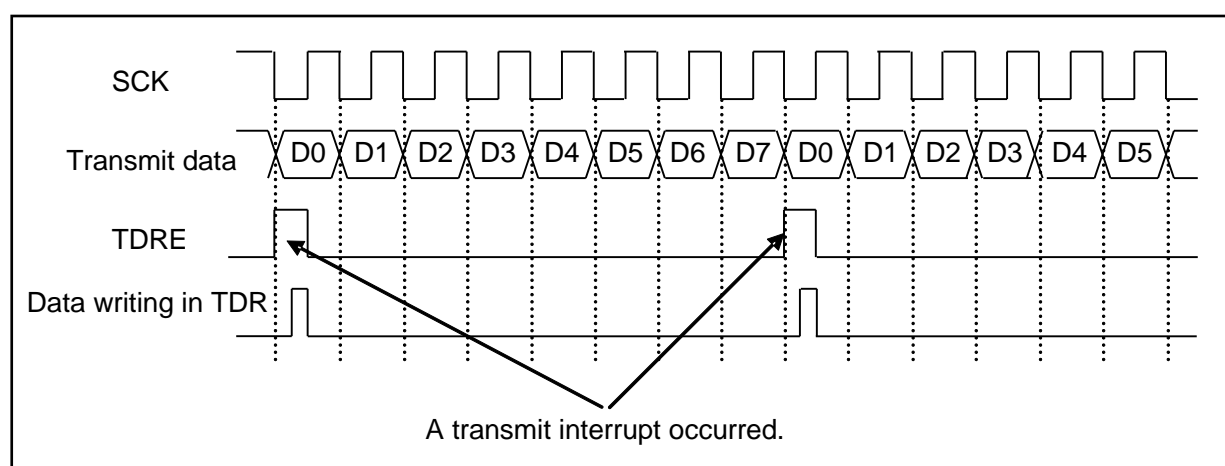 SCK
Transmit data D0 D1 D2 D3 D4 D5 D6 D7 D0 D1 D2 D3 D4 D5
TDRE
Data writing in TDR
A transmit interrupt occurred.